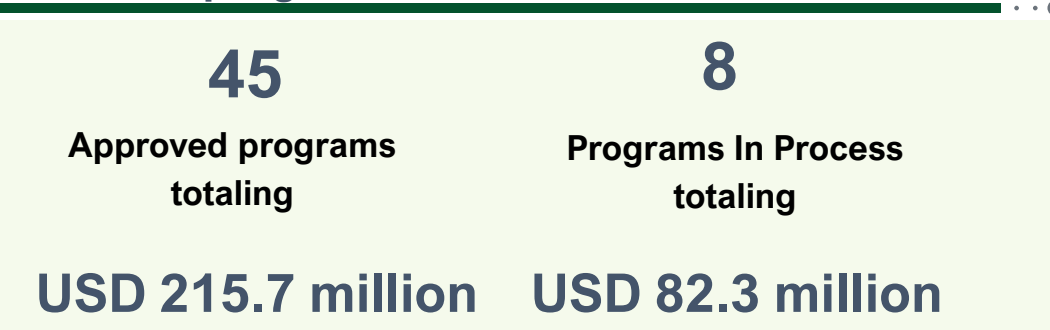 45
Approved programs
totaling
USD 215.7 million
8
Programs In Process
totaling
USD 82.3 million